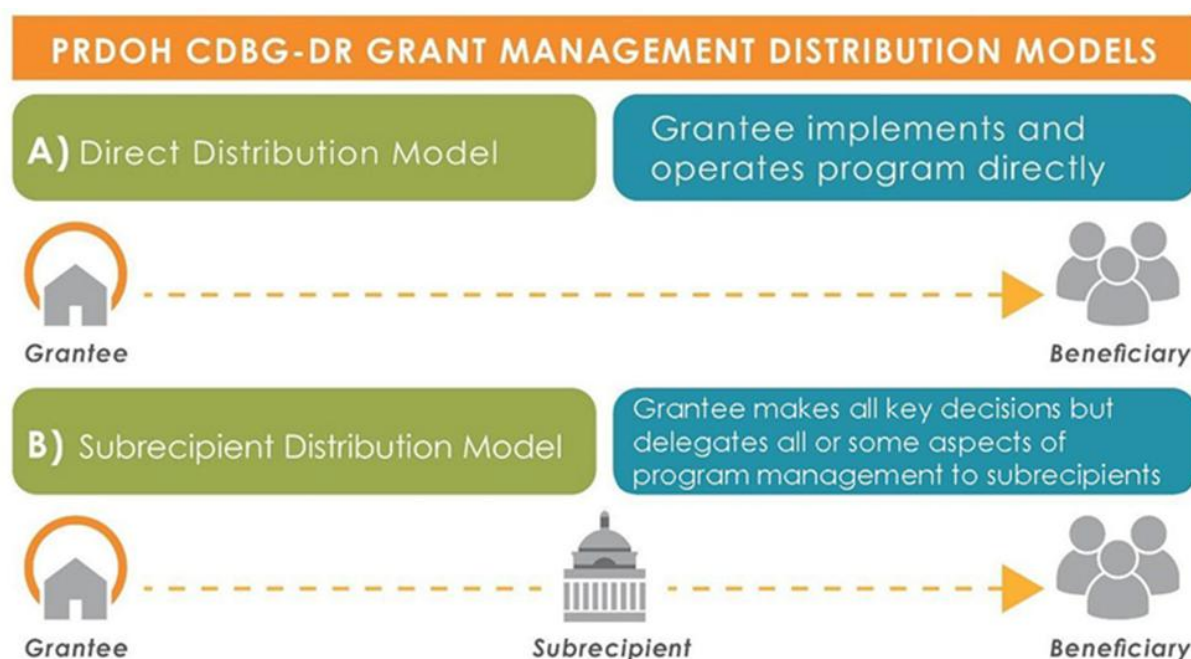 PRDOH CDBG-DR GRANT MANAGEMENT DISTRIBUTION MODELS
A) Direct Distribution Model
Grantee implements and
operates program directly
Grantee
Beneficiary
B) Subrecipient Distribution Model
Grantee makes all key decisions but
delegates all or some aspects of
program management to subrecipients
Grantee
Subrecipient
Beneficiary